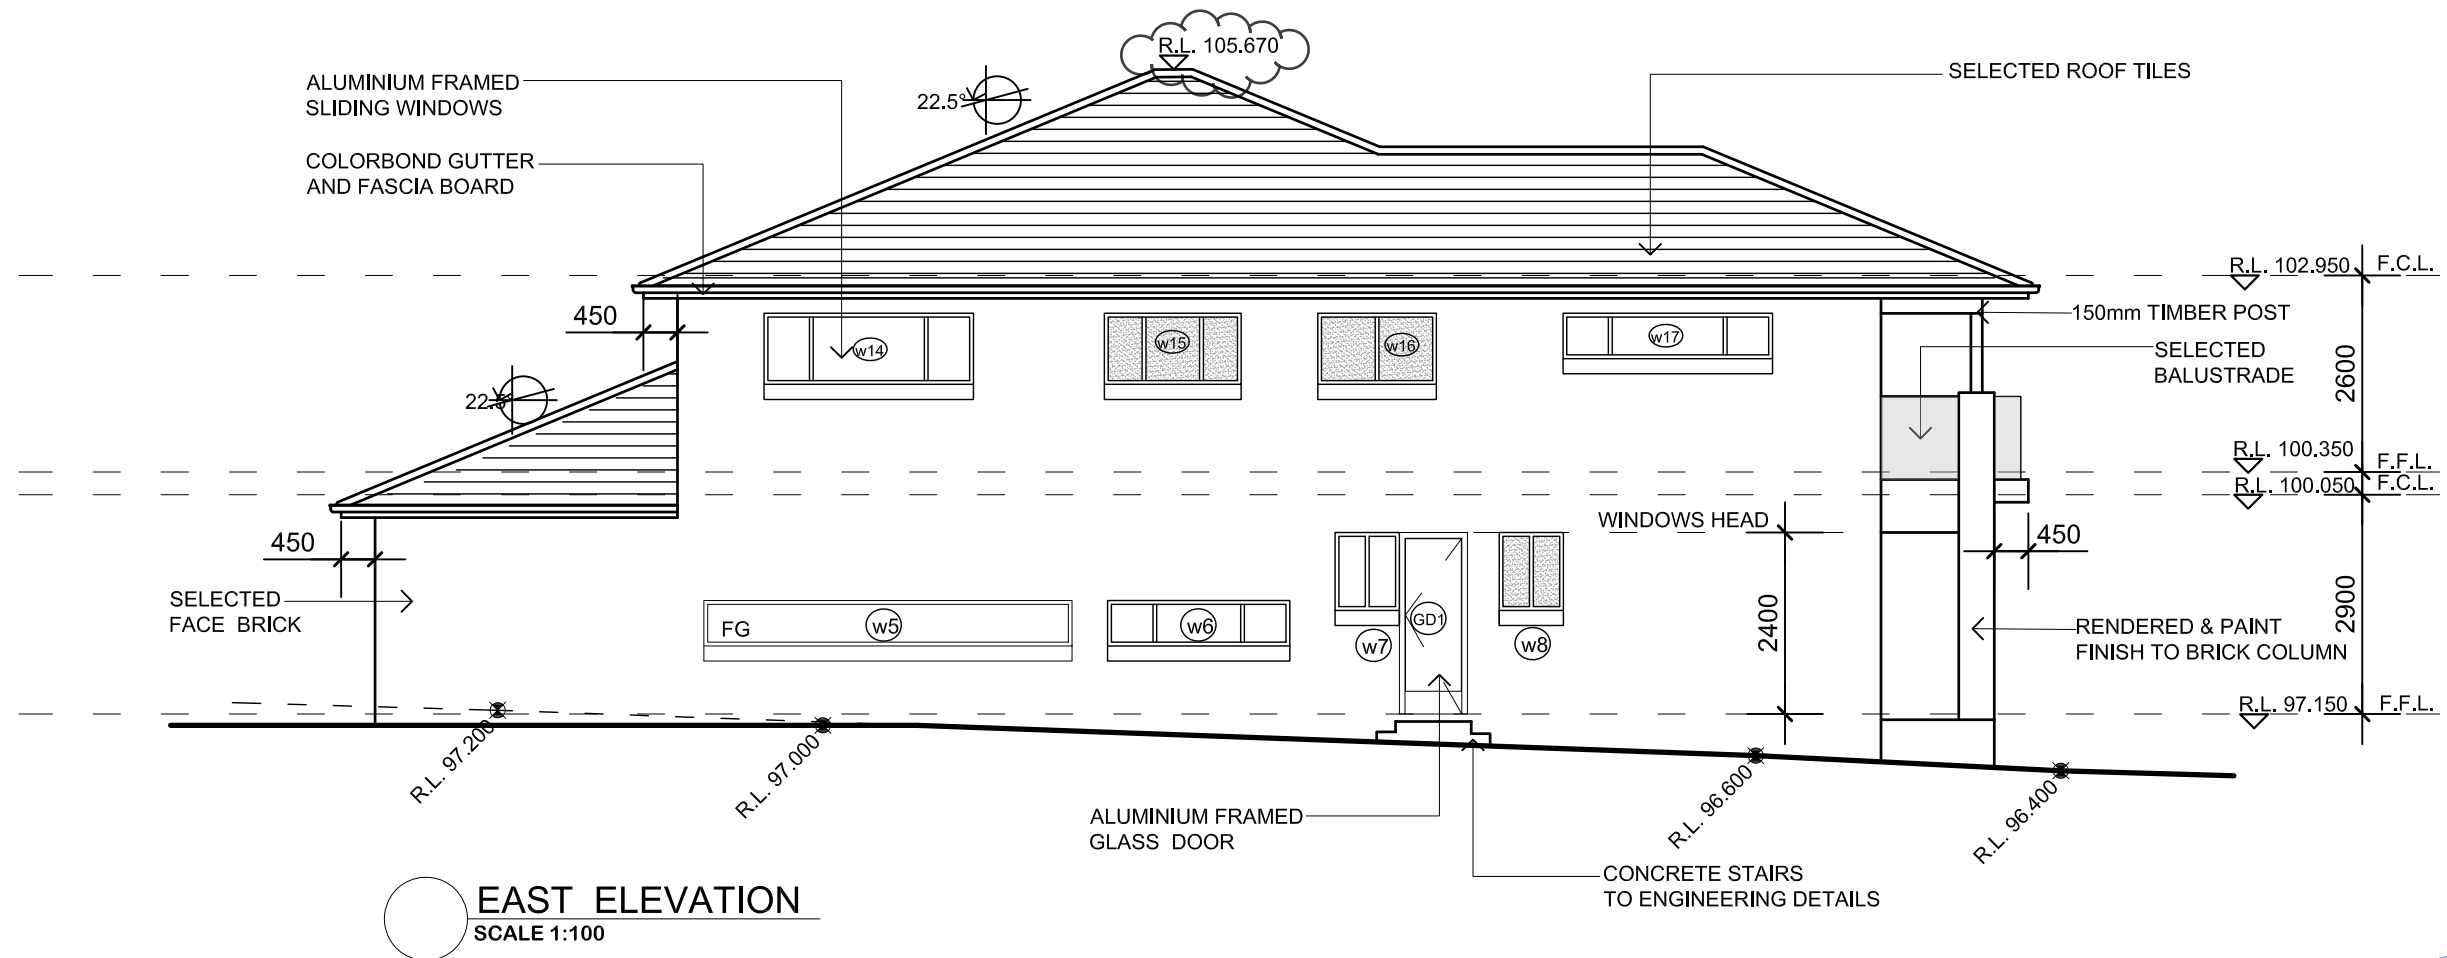 R.L. 105.670
ALUMINIUM FRAMED
SLIDING WINDOWS
22.5°
SELECTED ROOF TILES
COLORBOND GUTTER
AND FASCIA BOARD
R.L. 102.950
F.C.L.
450
150mm TIMBER POST
w14
w15
w16
w17
SELECTED
BALUSTRADE
2600
22.5°
R.L. 100.350
F.F.L.
R.L. 100.050
F.C.L.
WINDOWS HEAD
450
450
SELECTED
FACE BRICK
FG
w5
w6
w7
GD1
w8
2400
2900
RENDERED & PAINT
FINISH TO BRICK COLUMN
R.L. 97.150
F.F.L.
R.L. 97.200
R.L. 97.000
R.L. 96.600
R.L. 96.400
ALUMINIUM FRAMED
GLASS DOOR
CONCRETE STAIRS
TO ENGINEERING DETAILS
EAST ELEVATION
SCALE 1:100